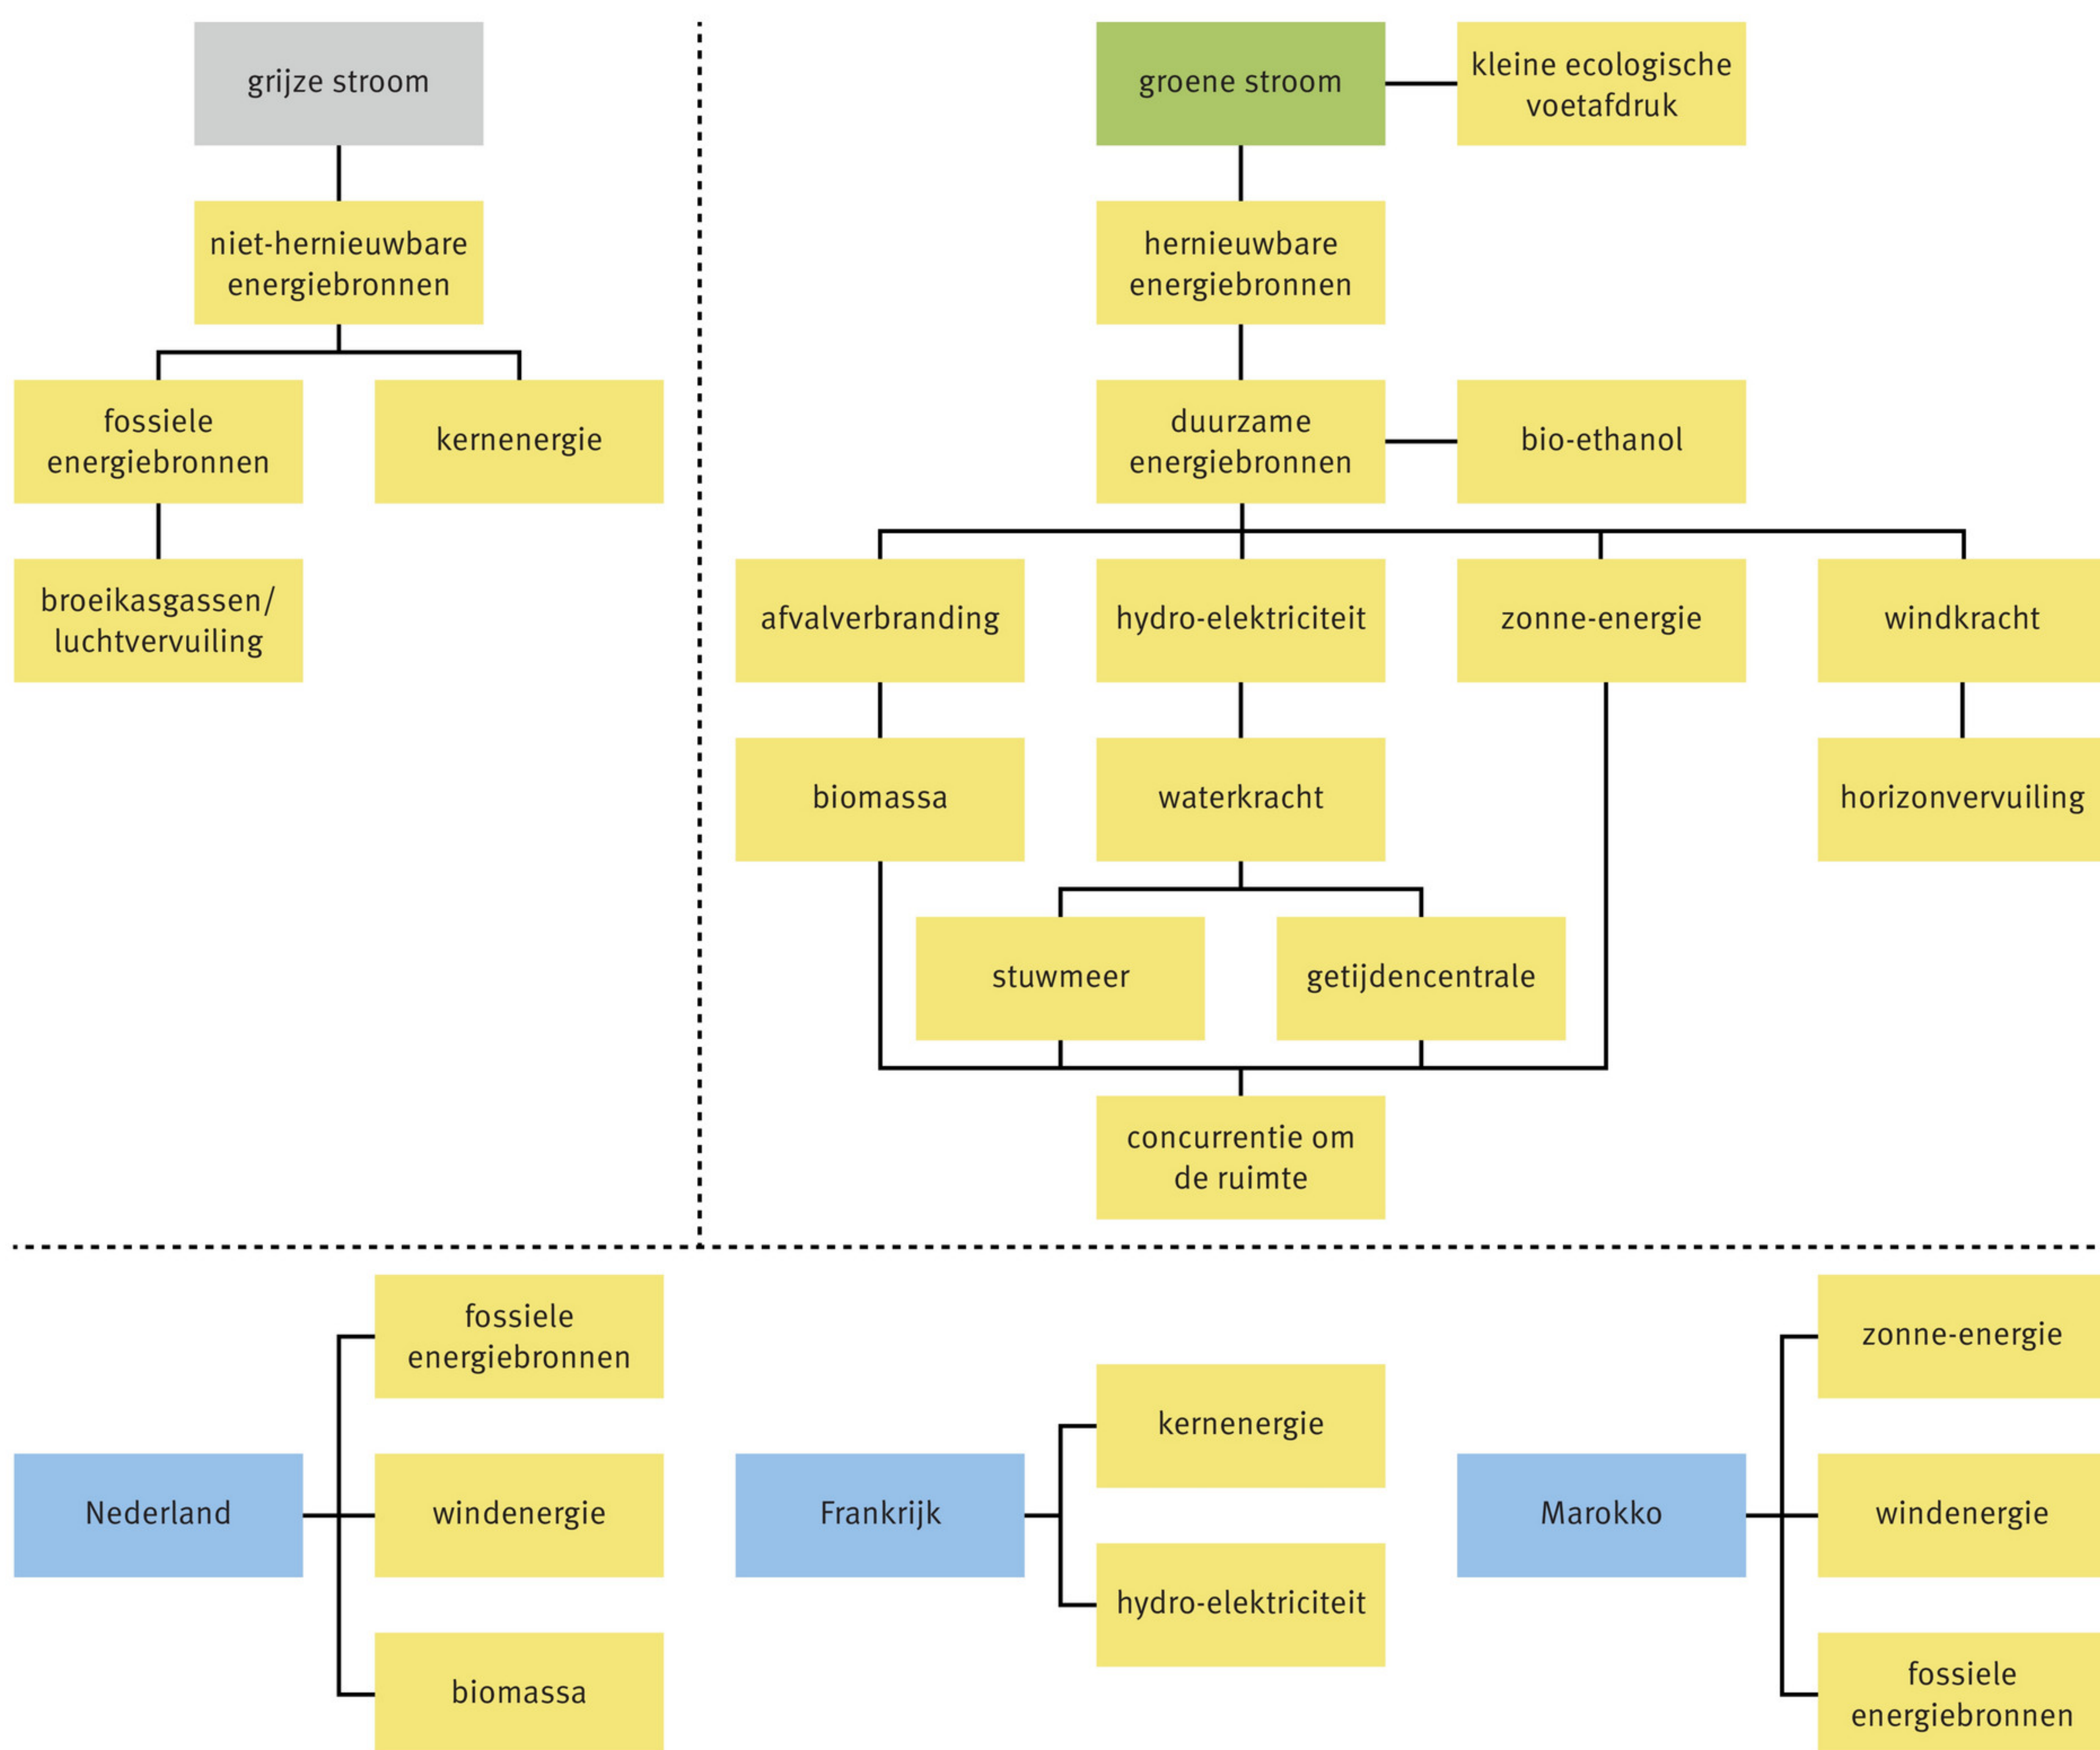 grijze stroom
niet-hernieuwbare
energiebronnen
fossiele
energiebronnen
kernenergie
broeikasgassen/
luchtvervuiling
groene stroom
kleine ecologische
voetafdruk
hernieuwbare
energiebronnen
duurzame
energiebronnen
bio-ethanol
afvalverbranding
hydro-elektriciteit
zonne-energie
windkracht
biomassa
waterkracht
horizonvervuiling
stuwmeer
getijdencentrale
concurrentie om
de ruimte
Nederland
fossiele
energiebronnen
windenergie
biomassa
Frankrijk
kernenergie
hydro-elektriciteit
Marokko
zonne-energie
windenergie
fossiele
energiebronnen